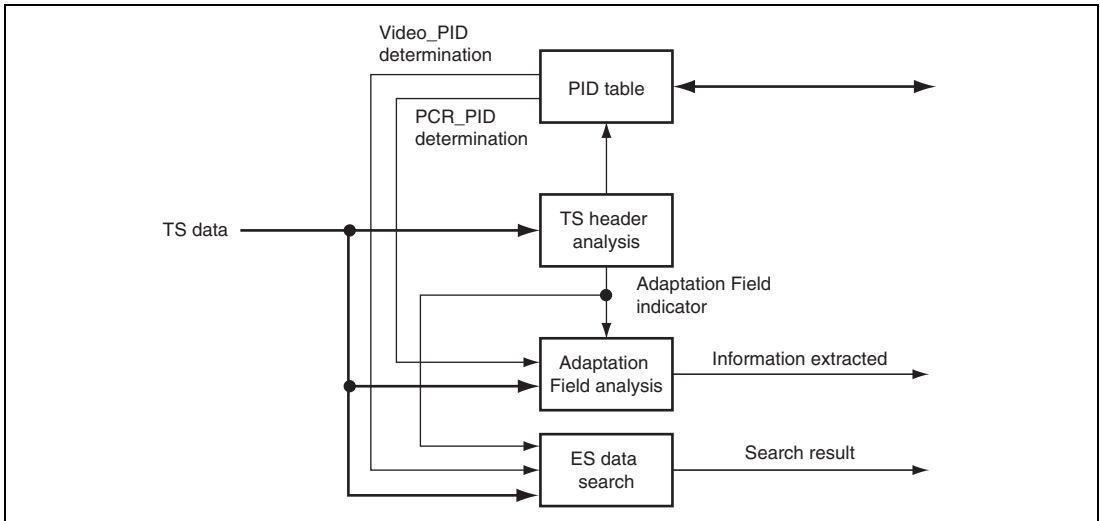 Video_PID
determination
PID table
PCR_PID
determination
TS data
TS header
analysis
Adaptation Field
indicator
Adaptation
Field analysis
Information extracted
ES data
search
Search result